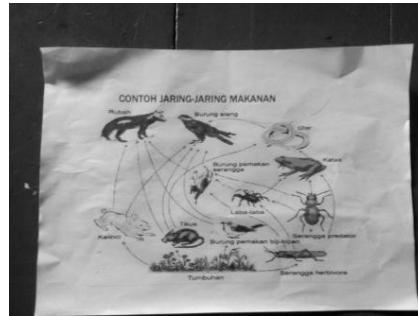 CONTOH JARING-JARING MAKANAN
Rubah
Burung elang
Ular
Burung pemakan
serangga
Katak
Laba-laba
Kelinci
Tikus
Burung pemakan biji-bijian
Serangga predator
Tumbuhan
Serangga herbivora